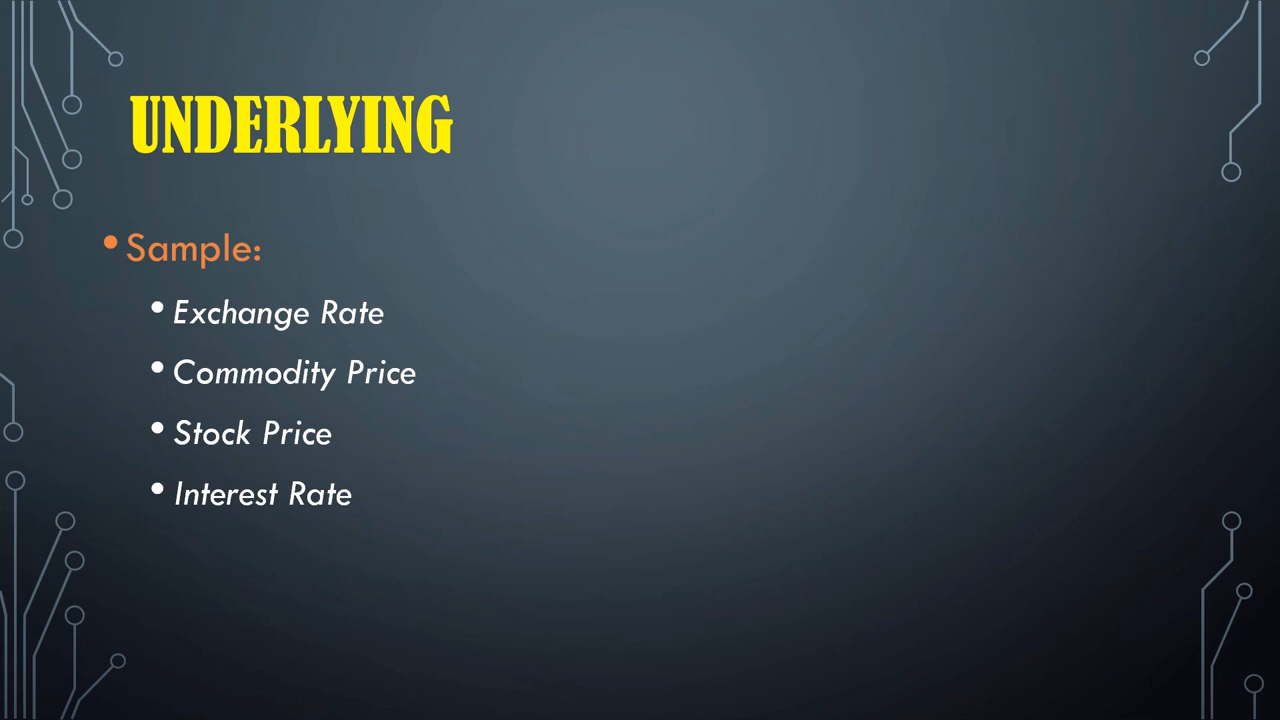 UNDERLYING
• Sample:
• Exchange Rate
• Commodity Price
• Stock Price
• Interest Rate